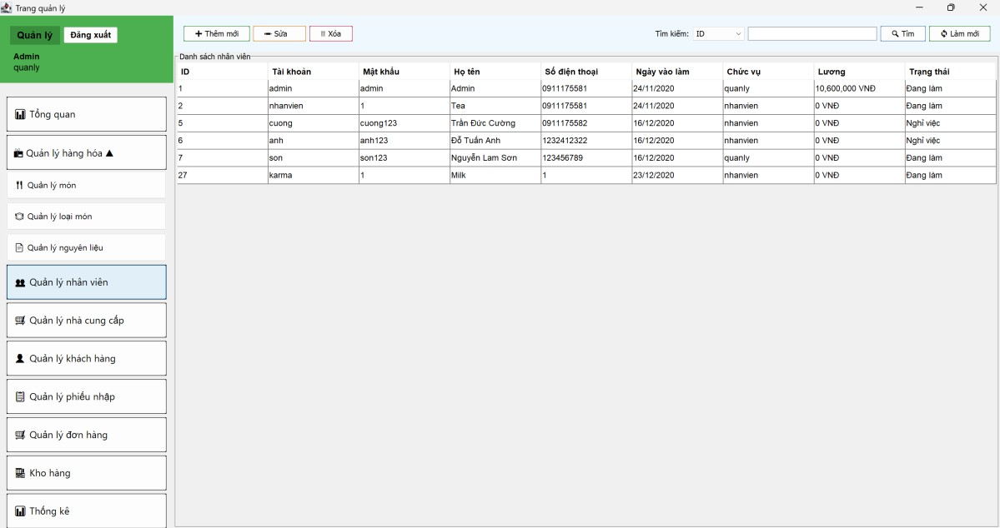 Trang quản lý
Quản lý Đăng xuất
Admin
quanly
Tổng quan
Quản lý hàng hóa ▲
Quản lý món
Quản lý loại món
Quản lý nguyên liệu
Quản lý nhân viên
Quản lý nhà cung cấp
Quản lý khách hàng
Quản lý phiếu nhập
Quản lý đơn hàng
Kho hàng
Thống kê
Thêm mới Sửa Xóa Tìm kiếm: ID Tìm Làm mới
Danh sách nhân viên
ID Tài khoản Mật khẩu Họ tên Số điện thoại Ngày vào làm Chức vụ Lương Trạng thái
1 admin admin Admin 0911175581 24/11/2020 quanly 10,600,000 VNĐ Đang làm
2 nhanvien 1 Tea 0911175581 24/11/2020 nhanvien 0 VNĐ Đang làm
5 cuong cuong123 Trần Đức Cường 0911175582 16/12/2020 nhanvien 0 VNĐ Nghỉ việc
6 anh anh123 Đỗ Tuấn Anh 1232412322 16/12/2020 nhanvien 0 VNĐ Nghỉ việc
7 son son123 Nguyễn Lam Sơn 123456789 16/12/2020 quanly 0 VNĐ Đang làm
27 karma 1 Milk 1 23/12/2020 nhanvien 0 VNĐ Đang làm